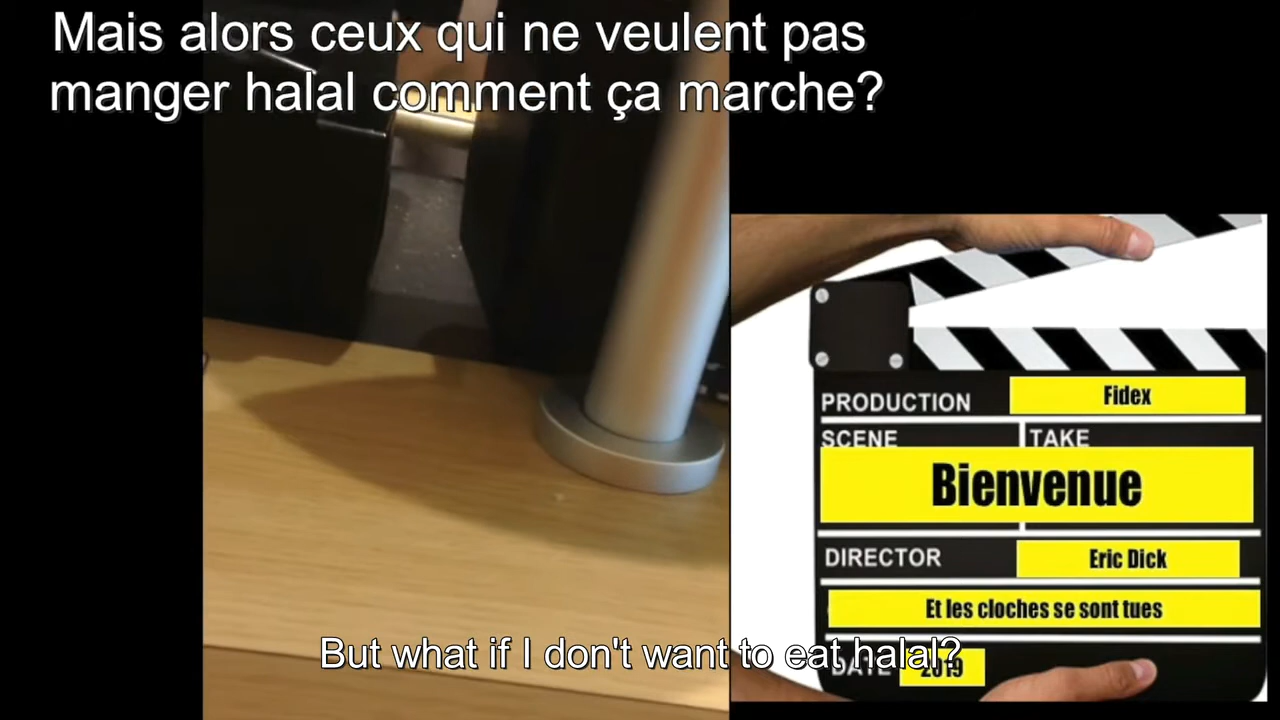 Mais alors ceux qui ne veulent pas
manger halal comment ça marche?
PRODUCTION Fidex
SCENE TAKE
Bienvenue
DIRECTOR Eric Dick
Et les cloches se sont tues
But what if I don't want to eat halal?
DATE 2019